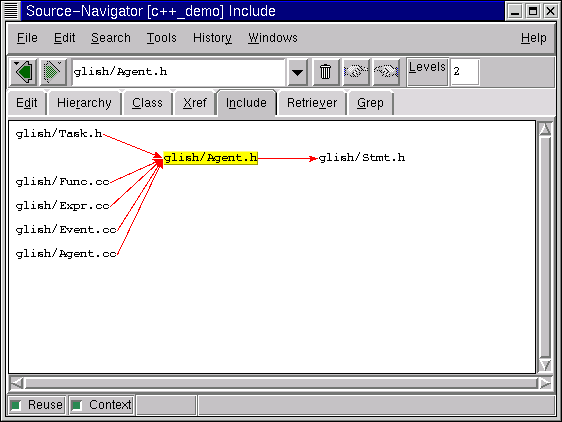 Source-Navigator [c++_demo] Include
File Edit Search Tools History Windows Help
glish/Agent.h Levels 2
Edit Hierarchy Class Xref Include Retriever Grep
glish/Task.h
glish/Agent.h glish/Stmt.h
glish/Func.cc
glish/Expr.cc
glish/Event.cc
glish/Agent.cc
Reuse Context